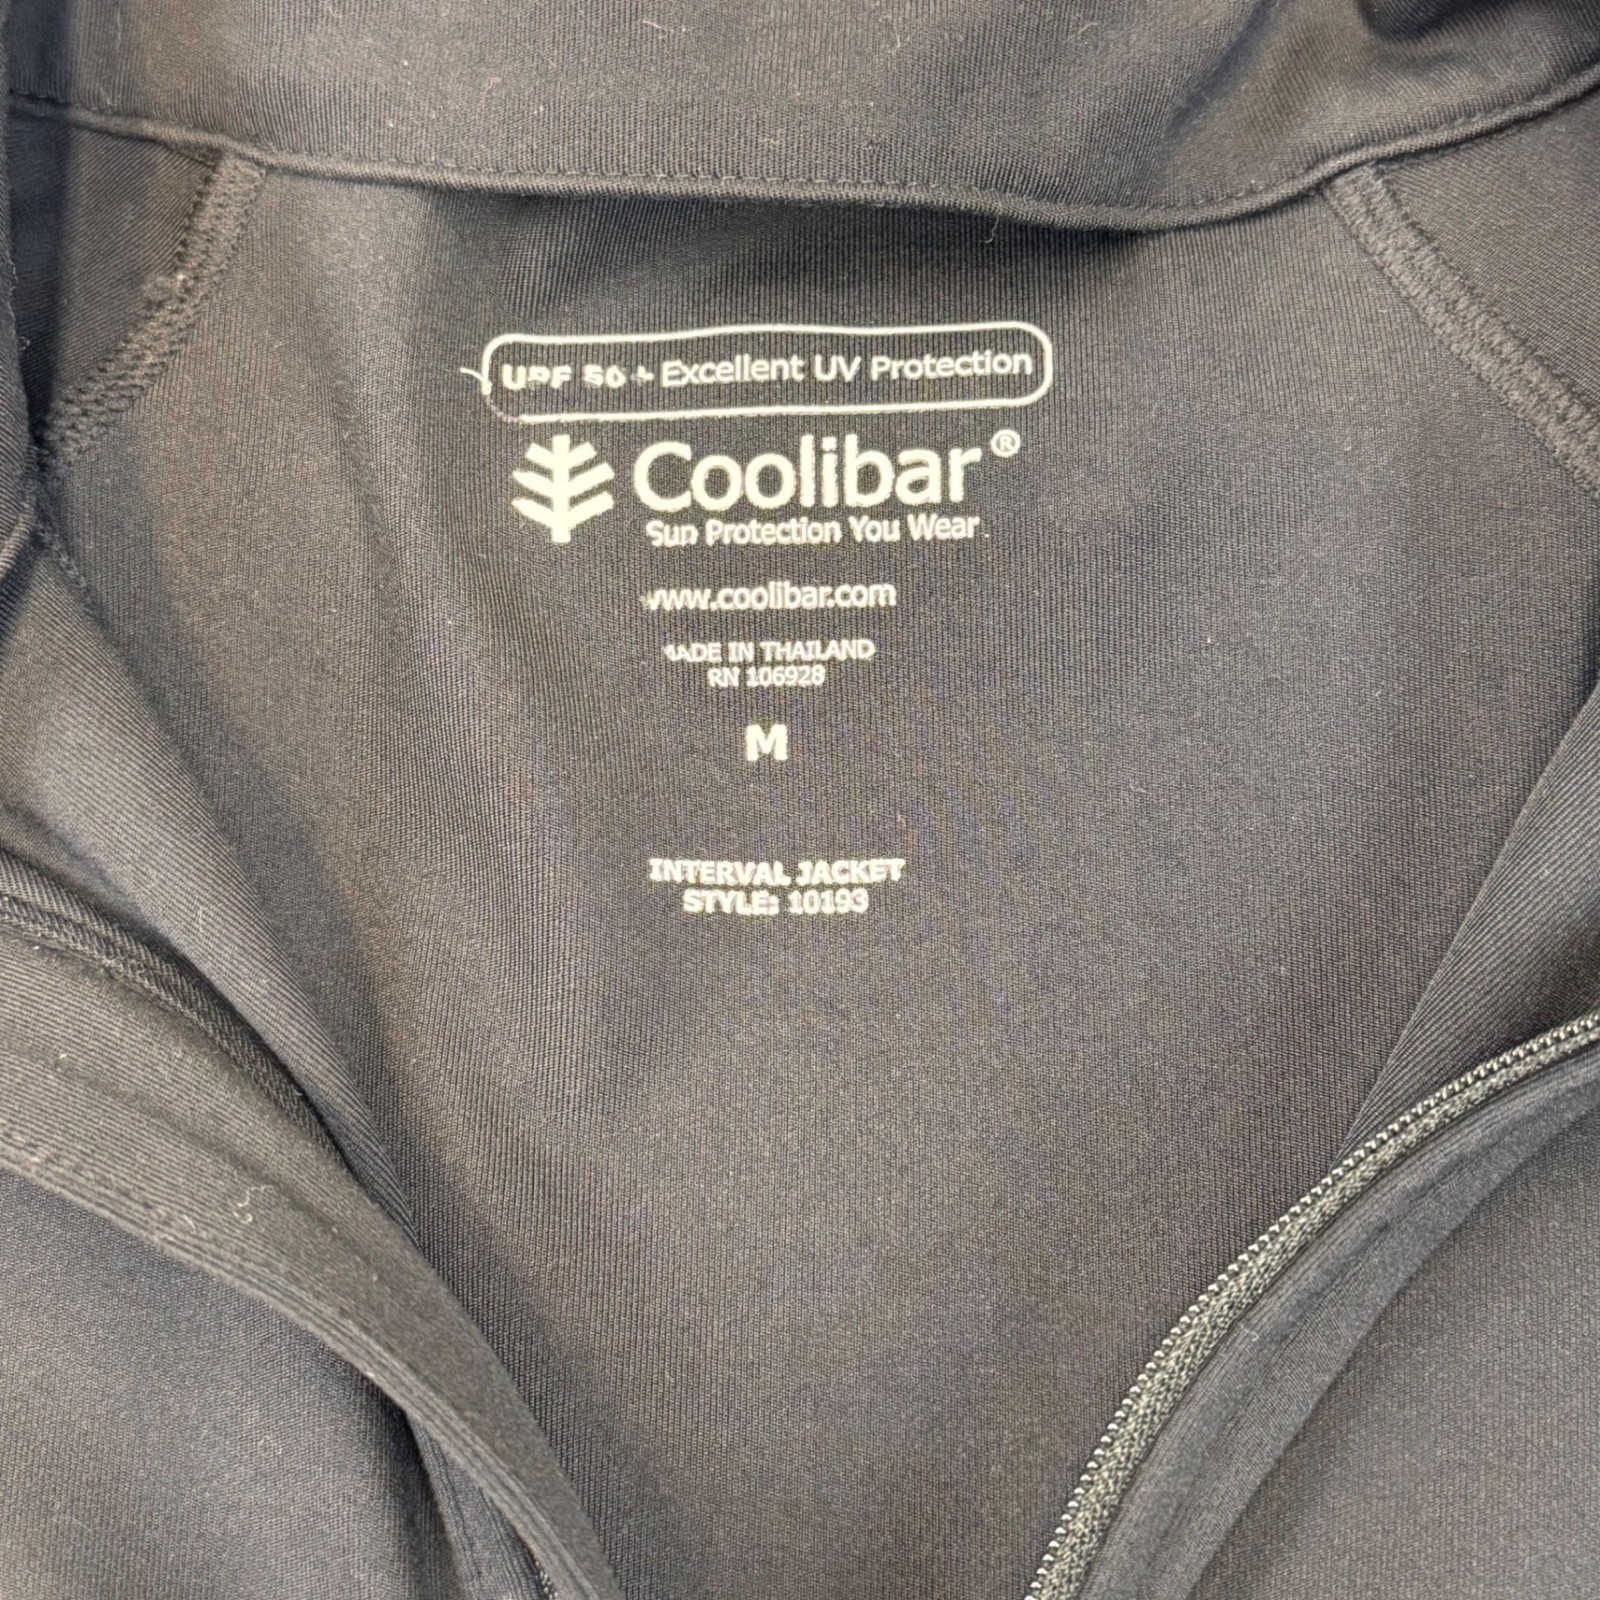 UPF 50 + Excellent UV Protection
Coolibar®
Sun Protection You Wear.
www.coolibar.com
MADE IN THAILAND
RN 106928
M
INTERVAL JACKET
STYLE: 10193